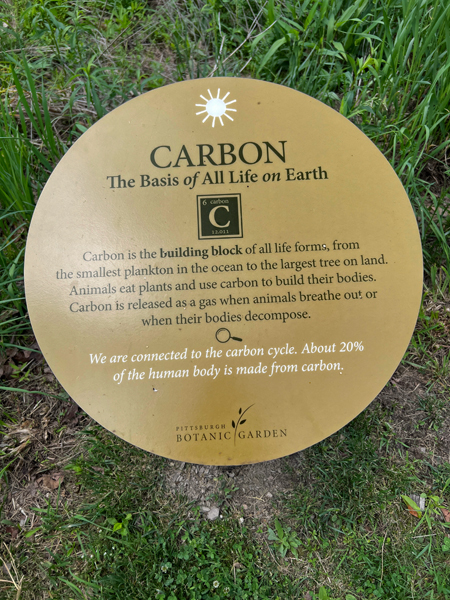 CARBON
The Basis of All Life on Earth
6 carbon
C
12.011
Carbon is the building block of all life forms, from
the smallest plankton in the ocean to the largest tree on land.
Animals eat plants and use carbon to build their bodies.
Carbon is released as a gas when animals breathe out or
when their bodies decompose.
We are connected to the carbon cycle. About 20%
of the human body is made from carbon.
PITTSBURGH
BOTANIC GARDEN